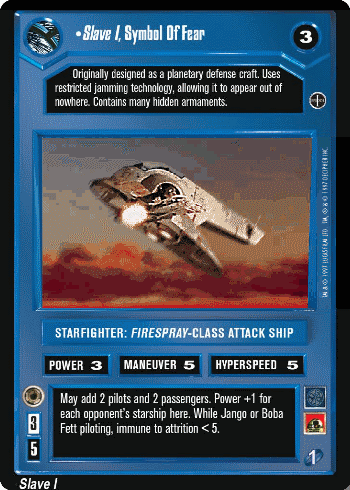 •Slave I, Symbol Of Fear
3
Originally designed as a planetary defense craft. Uses
restricted jamming technology, allowing it to appear out of
nowhere. Contains many hidden armaments.
STARFIGHTER: FIRESPRAY-CLASS ATTACK SHIP
POWER 3 MANEUVER 5 HYPERSPEED 5
May add 2 pilots and 2 passengers. Power +1 for
each opponent's starship here. While Jango or Boba
Fett piloting, immune to attrition < 5.
3
5
1
Slave I